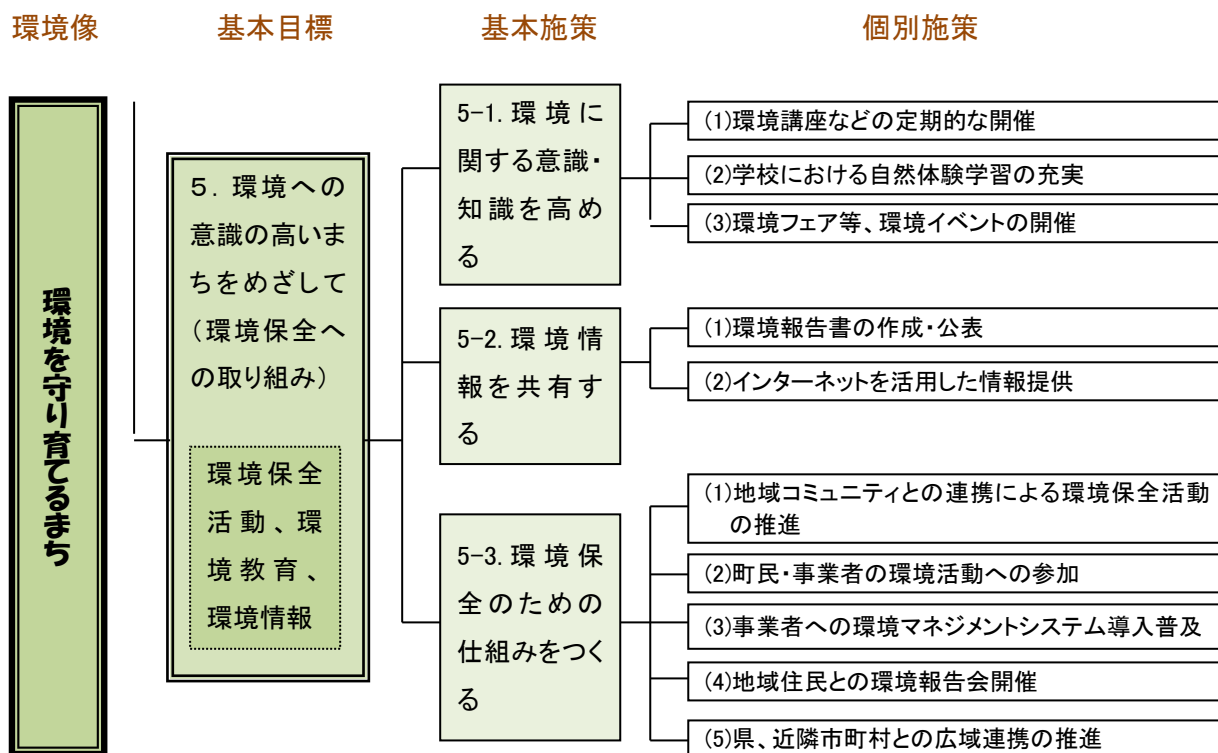 環境像
基本目標
基本施策
個別施策
環境を守り育てるまち
５．環境への
意識の高いま
ちをめざして
（環境保全へ
の取り組み）
環境保全
活動、環
境教育、
環境情報
5-1.環境に
関する意識・
知識を高め
る
(1)環境講座などの定期的な開催
(2)学校における自然体験学習の充実
(3)環境フェア等、環境イベントの開催
5-2.環境情
報を共有す
る
(1)環境報告書の作成・公表
(2)インターネットを活用した情報提供
5-3.環境保
全のための
仕組みをつく
る
(1)地域コミュニティとの連携による環境保全活動
の推進
(2)町民・事業者の環境活動への参加
(3)事業者への環境マネジメントシステム導入普及
(4)地域住民との環境報告会開催
(5)県、近隣市町村との広域連携の推進